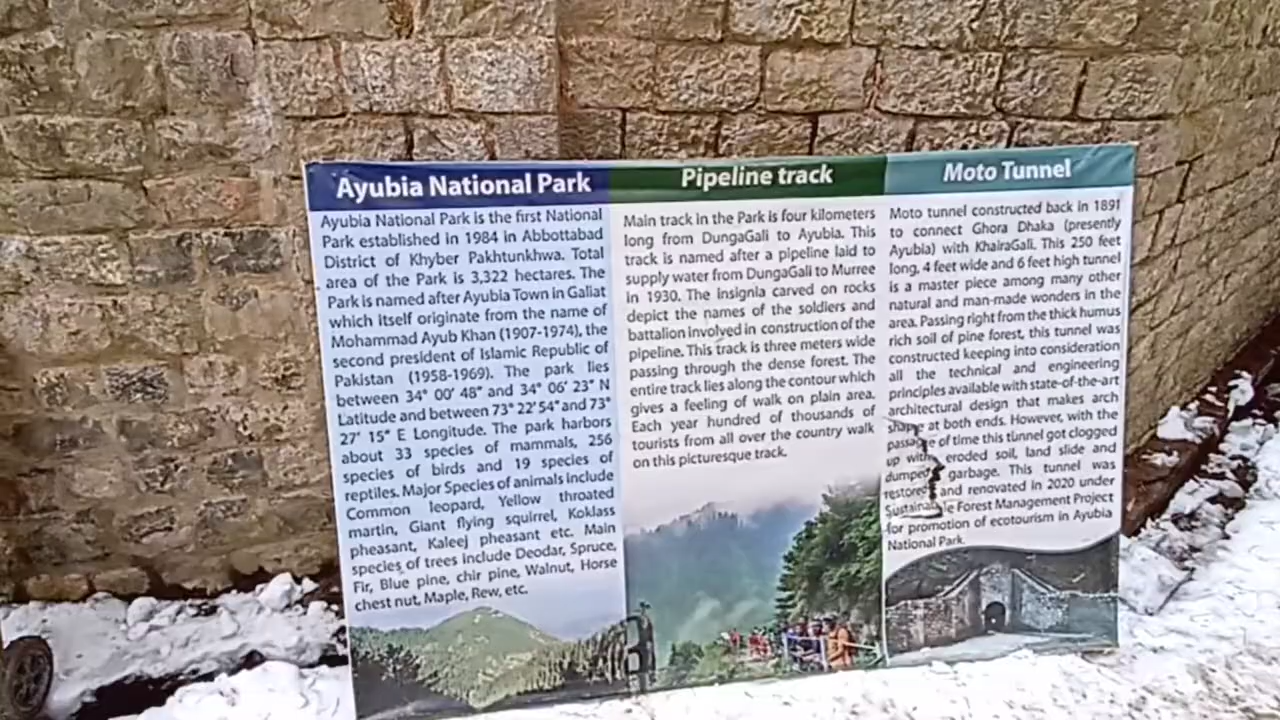 Ayubia National Park
Ayubia National Park is the first National
Park established in 1984 in Abbottabad
District of Khyber Pakhtunkhwa. Total
area of the Park is 3,322 hectares. The
Park is named after Ayubia Town in Galiat
which itself originate from the name of
Mohammad Ayub Khan (1907-1974), the
second president of Islamic Republic of
Pakistan (1958-1969). The park lies
between 34° 00' 48" and 34° 06' 23" N
Latitude and between 73° 22' 54" and 73°
27' 15" E Longitude. The park harbors
about 33 species of mammals, 256
species of birds and 19 species of
reptiles. Major Species of animals include
Common leopard, Yellow throated
martin, Giant flying squirrel, Koklass
pheasant, Kaleej pheasant etc. Main
species of trees include Deodar, Spruce,
Fir, Blue pine, chir pine, Walnut, Horse
chest nut, Maple, Rew, etc.
Pipeline track
Main track in the Park is four kilometers
long from DungaGali to Ayubia. This
track is named after a pipeline laid to
supply water from DungaGali to Murree
in 1930. The insignia carved on rocks
depict the names of the soldiers and
battalion involved in construction of the
pipeline. This track is three meters wide
passing through the dense forest. The
entire track lies along the contour which
gives a feeling of walk on plain area.
Each year hundred of thousands of
tourists from all over the country walk
on this picturesque track.
Moto Tunnel
Moto tunnel constructed back in 1891
to connect Ghora Dhaka (presently
Ayubia) with KhairaGali. This 250 feet
long, 4 feet wide and 6 feet high tunnel
is a master piece among many other
natural and man-made wonders in the
area. Passing right from the thick humus
rich soil of pine forest, this tunnel was
constructed keeping into consideration
all the technical and engineering
principles available with state-of-the-art
architectural design that makes arch
shape at both ends. However, with the
passage of time this tunnel got clogged
up with eroded soil, land slide and
dumped garbage. This tunnel was
restored and renovated in 2020 under
Sustainable Forest Management Project
for promotion of ecotourism in Ayubia
National Park.